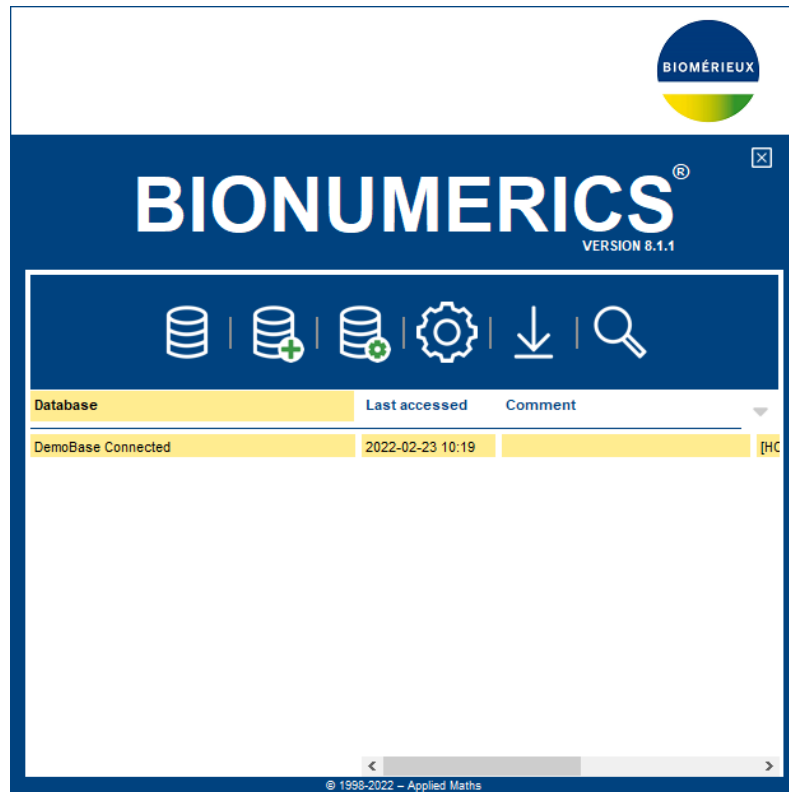 BIOMÉRIEUX
BIONUMERICS®
VERSION 8.1.1
Database Last accessed Comment
DemoBase Connected 2022-02-23 10:19 [HC
© 1998-2022 – Applied Maths